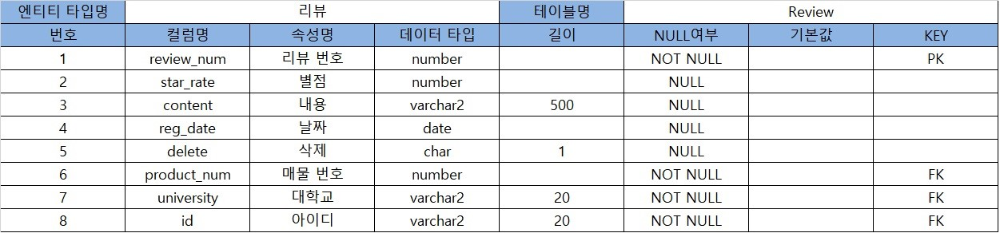 엔티티 타입명 리뷰 테이블명 Review
번호 컬럼명 속성명 데이터 타입 길이 NULL여부 기본값 KEY
1 review_num 리뷰 번호 number NOT NULL PK
2 star_rate 별점 number NULL
3 content 내용 varchar2 500 NULL
4 reg_date 날짜 date NULL
5 delete 삭제 char 1 NULL
6 product_num 매물 번호 number NOT NULL FK
7 university 대학교 varchar2 20 NOT NULL FK
8 id 아이디 varchar2 20 NOT NULL FK